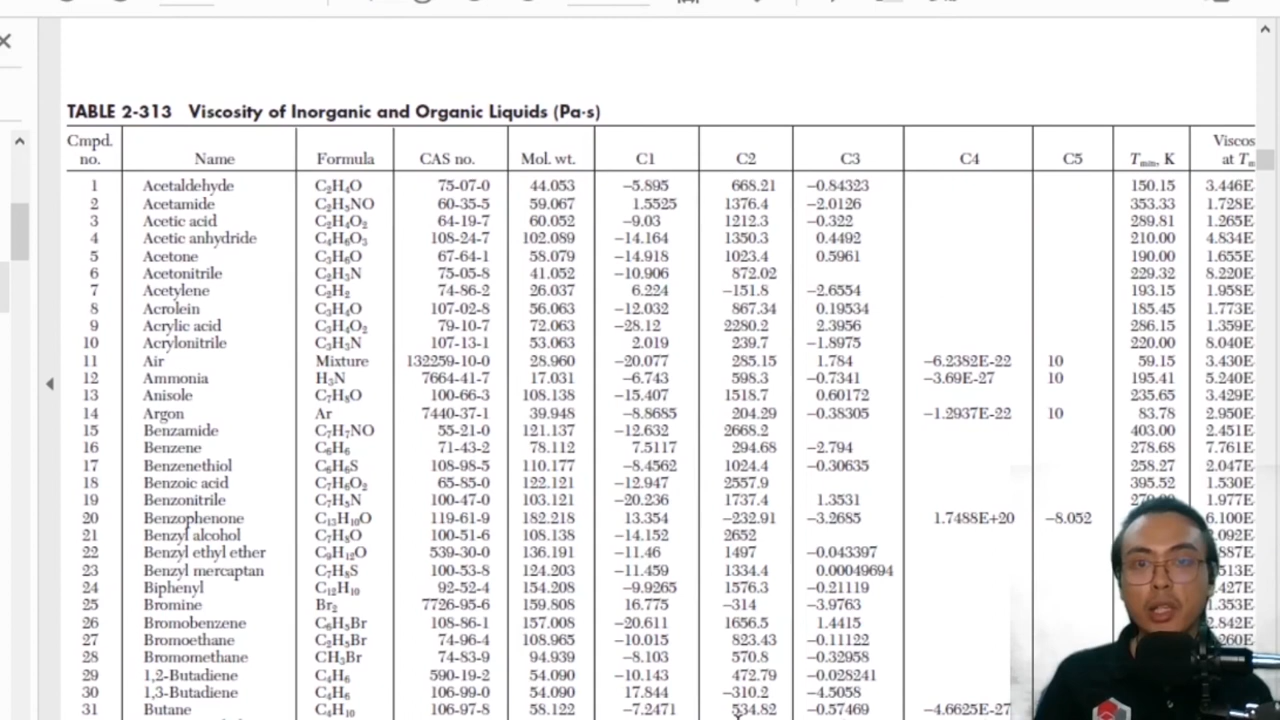 TABLE 2-313 Viscosity of Inorganic and Organic Liquids (Pa·s)
Cmpd. no. Name Formula CAS no. Mol. wt. C1 C2 C3 C4 C5 Tmin, K Viscos at T
1 Acetaldehyde C2H4O 75-07-0 44.053 −5.895 668.21 −0.84323 150.15 3.446E
2 Acetamide C2H5NO 60-35-5 59.067 1.5525 1376.4 −2.0126 353.33 1.728E
3 Acetic acid C2H4O2 64-19-7 60.052 −9.03 1212.3 −0.322 289.81 1.265E
4 Acetic anhydride C4H6O3 108-24-7 102.089 −14.164 1350.3 0.4492 210.00 4.834E
5 Acetone C3H6O 67-64-1 58.079 −14.918 1023.4 0.5961 190.00 1.655E
6 Acetonitrile C2H3N 75-05-8 41.052 −10.906 872.02 229.32 8.220E
7 Acetylene C2H2 74-86-2 26.037 6.224 −151.8 −2.6554 193.15 1.958E
8 Acrolein C3H4O 107-02-8 56.063 −12.032 867.34 0.19534 185.45 1.773E
9 Acrylic acid C3H4O2 79-10-7 72.063 −28.12 2280.2 2.3956 286.15 1.359E
10 Acrylonitrile C3H3N 107-13-1 53.063 2.019 239.7 −1.8975 220.00 8.040E
11 Air Mixture 132259-10-0 28.960 −20.077 285.15 1.784 −6.2382E-22 10 59.15 3.430E
12 Ammonia H3N 7664-41-7 17.031 −6.743 598.3 −0.7341 −3.69E-27 10 195.41 5.240E
13 Anisole C7H8O 100-66-3 108.138 −15.407 1518.7 0.60172 235.65 3.429E
14 Argon Ar 7440-37-1 39.948 −8.8685 204.29 −0.38305 −1.2937E-22 10 83.78 2.950E
15 Benzamide C7H7NO 55-21-0 121.137 −12.632 2668.2 403.00 2.451E
16 Benzene C6H6 71-43-2 78.112 7.5117 294.68 −2.794 278.68 7.761E
17 Benzenethiol C6H6S 108-98-5 110.177 −8.4562 1024.4 −0.30635 258.27 2.047E
18 Benzoic acid C7H6O2 65-85-0 122.121 −12.947 2557.9 395.52 1.530E
19 Benzonitrile C7H5N 100-47-0 103.121 −20.236 1737.4 1.3531 1.977E
20 Benzophenone C13H10O 119-61-9 182.218 13.354 −232.91 −3.2685 1.7488E+20 −8.052 6.100E
21 Benzyl alcohol C7H8O 100-51-6 108.138 −14.152 2652 .092E
22 Benzyl ethyl ether C9H12O 539-30-0 136.191 −11.46 1497 −0.043397 887E
23 Benzyl mercaptan C7H8S 100-53-8 124.203 −11.459 1334.4 0.00049694 513E
24 Biphenyl C12H10 92-52-4 154.208 −9.9265 1576.3 −0.21119 .427E
25 Bromine Br2 7726-95-6 159.808 16.775 −314 −3.9763 1.353E
26 Bromobenzene C6H5Br 108-86-1 157.008 −20.611 1656.5 1.4415 2.842E
27 Bromoethane C2H5Br 74-96-4 108.965 −10.015 823.43 −0.11122 260E
28 Bromomethane CH3Br 74-83-9 94.939 −8.103 570.8 −0.32958
29 1,2-Butadiene C4H6 590-19-2 54.090 −10.143 472.79 −0.028241
30 1,3-Butadiene C4H6 106-99-0 54.090 17.844 −310.2 −4.5058
31 Butane C4H10 106-97-8 58.122 −7.2471 534.82 −0.57469 −4.6625E-27